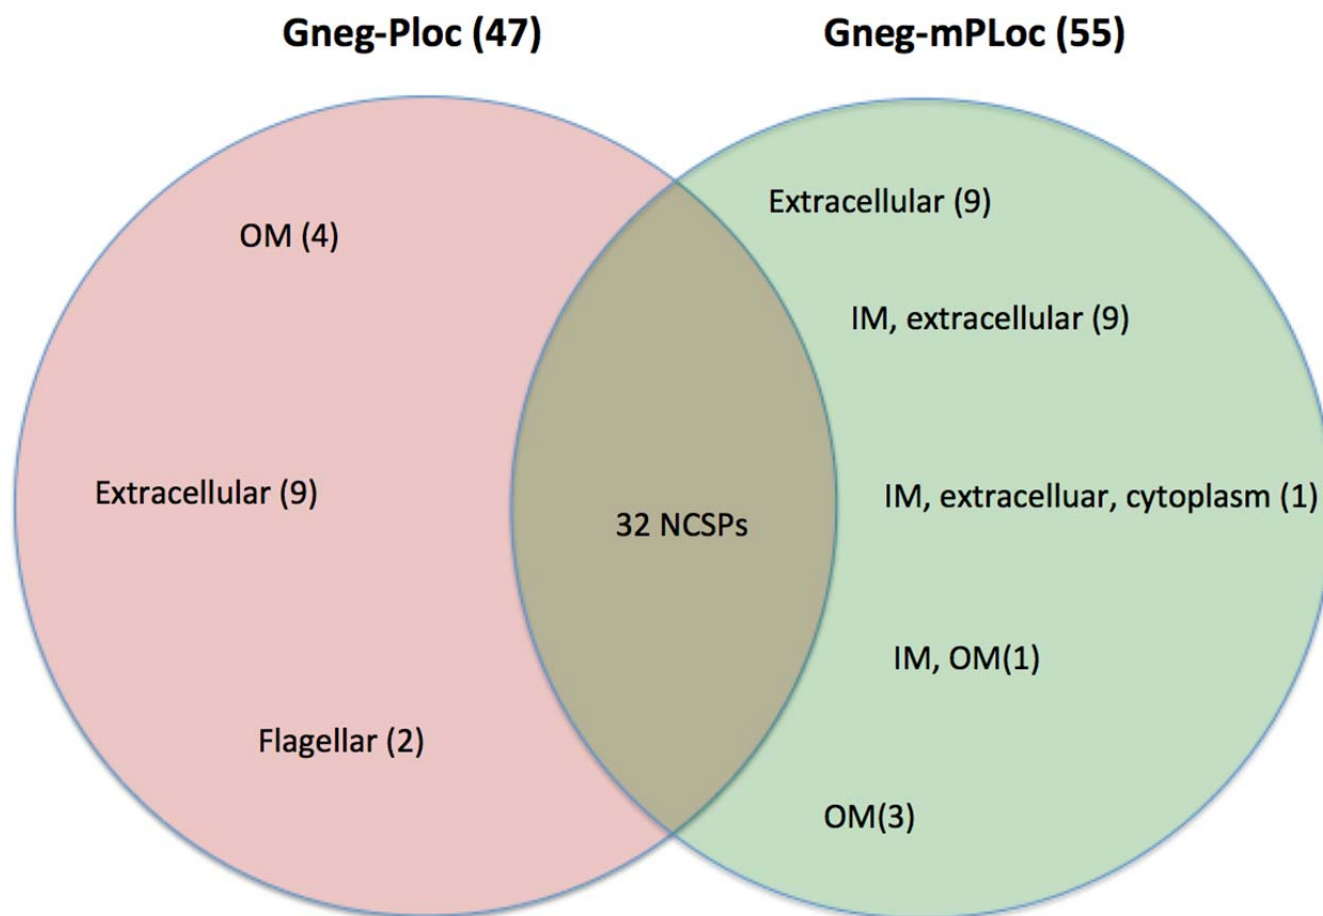 Gneg-Ploc (47)
Gneg-mPLoc (55)
OM (4)
Extracellular (9)
Flagellar (2)
32 NCSPs
Extracellular (9)
IM, extracellular (9)
IM, extracelluar, cytoplasm (1)
IM, OM(1)
OM(3)